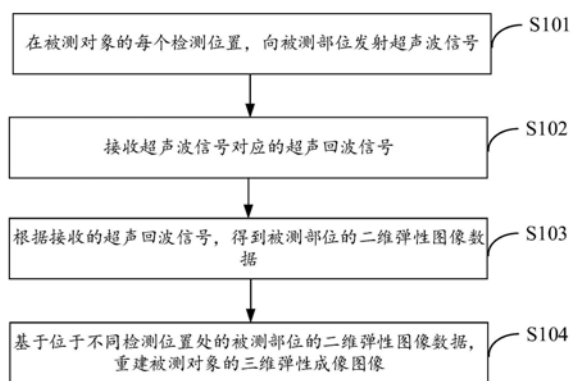 在被测对象的每个检测位置，向被测部位发射超声波信号
S101
接收超声波信号对应的超声回波信号
S102
根据接收的超声回波信号，得到被测部位的二维弹性图像数
据
S103
基于位于不同检测位置处的被测部位的二维弹性图像数据，
重建被测对象的三维弹性成像图像
S104